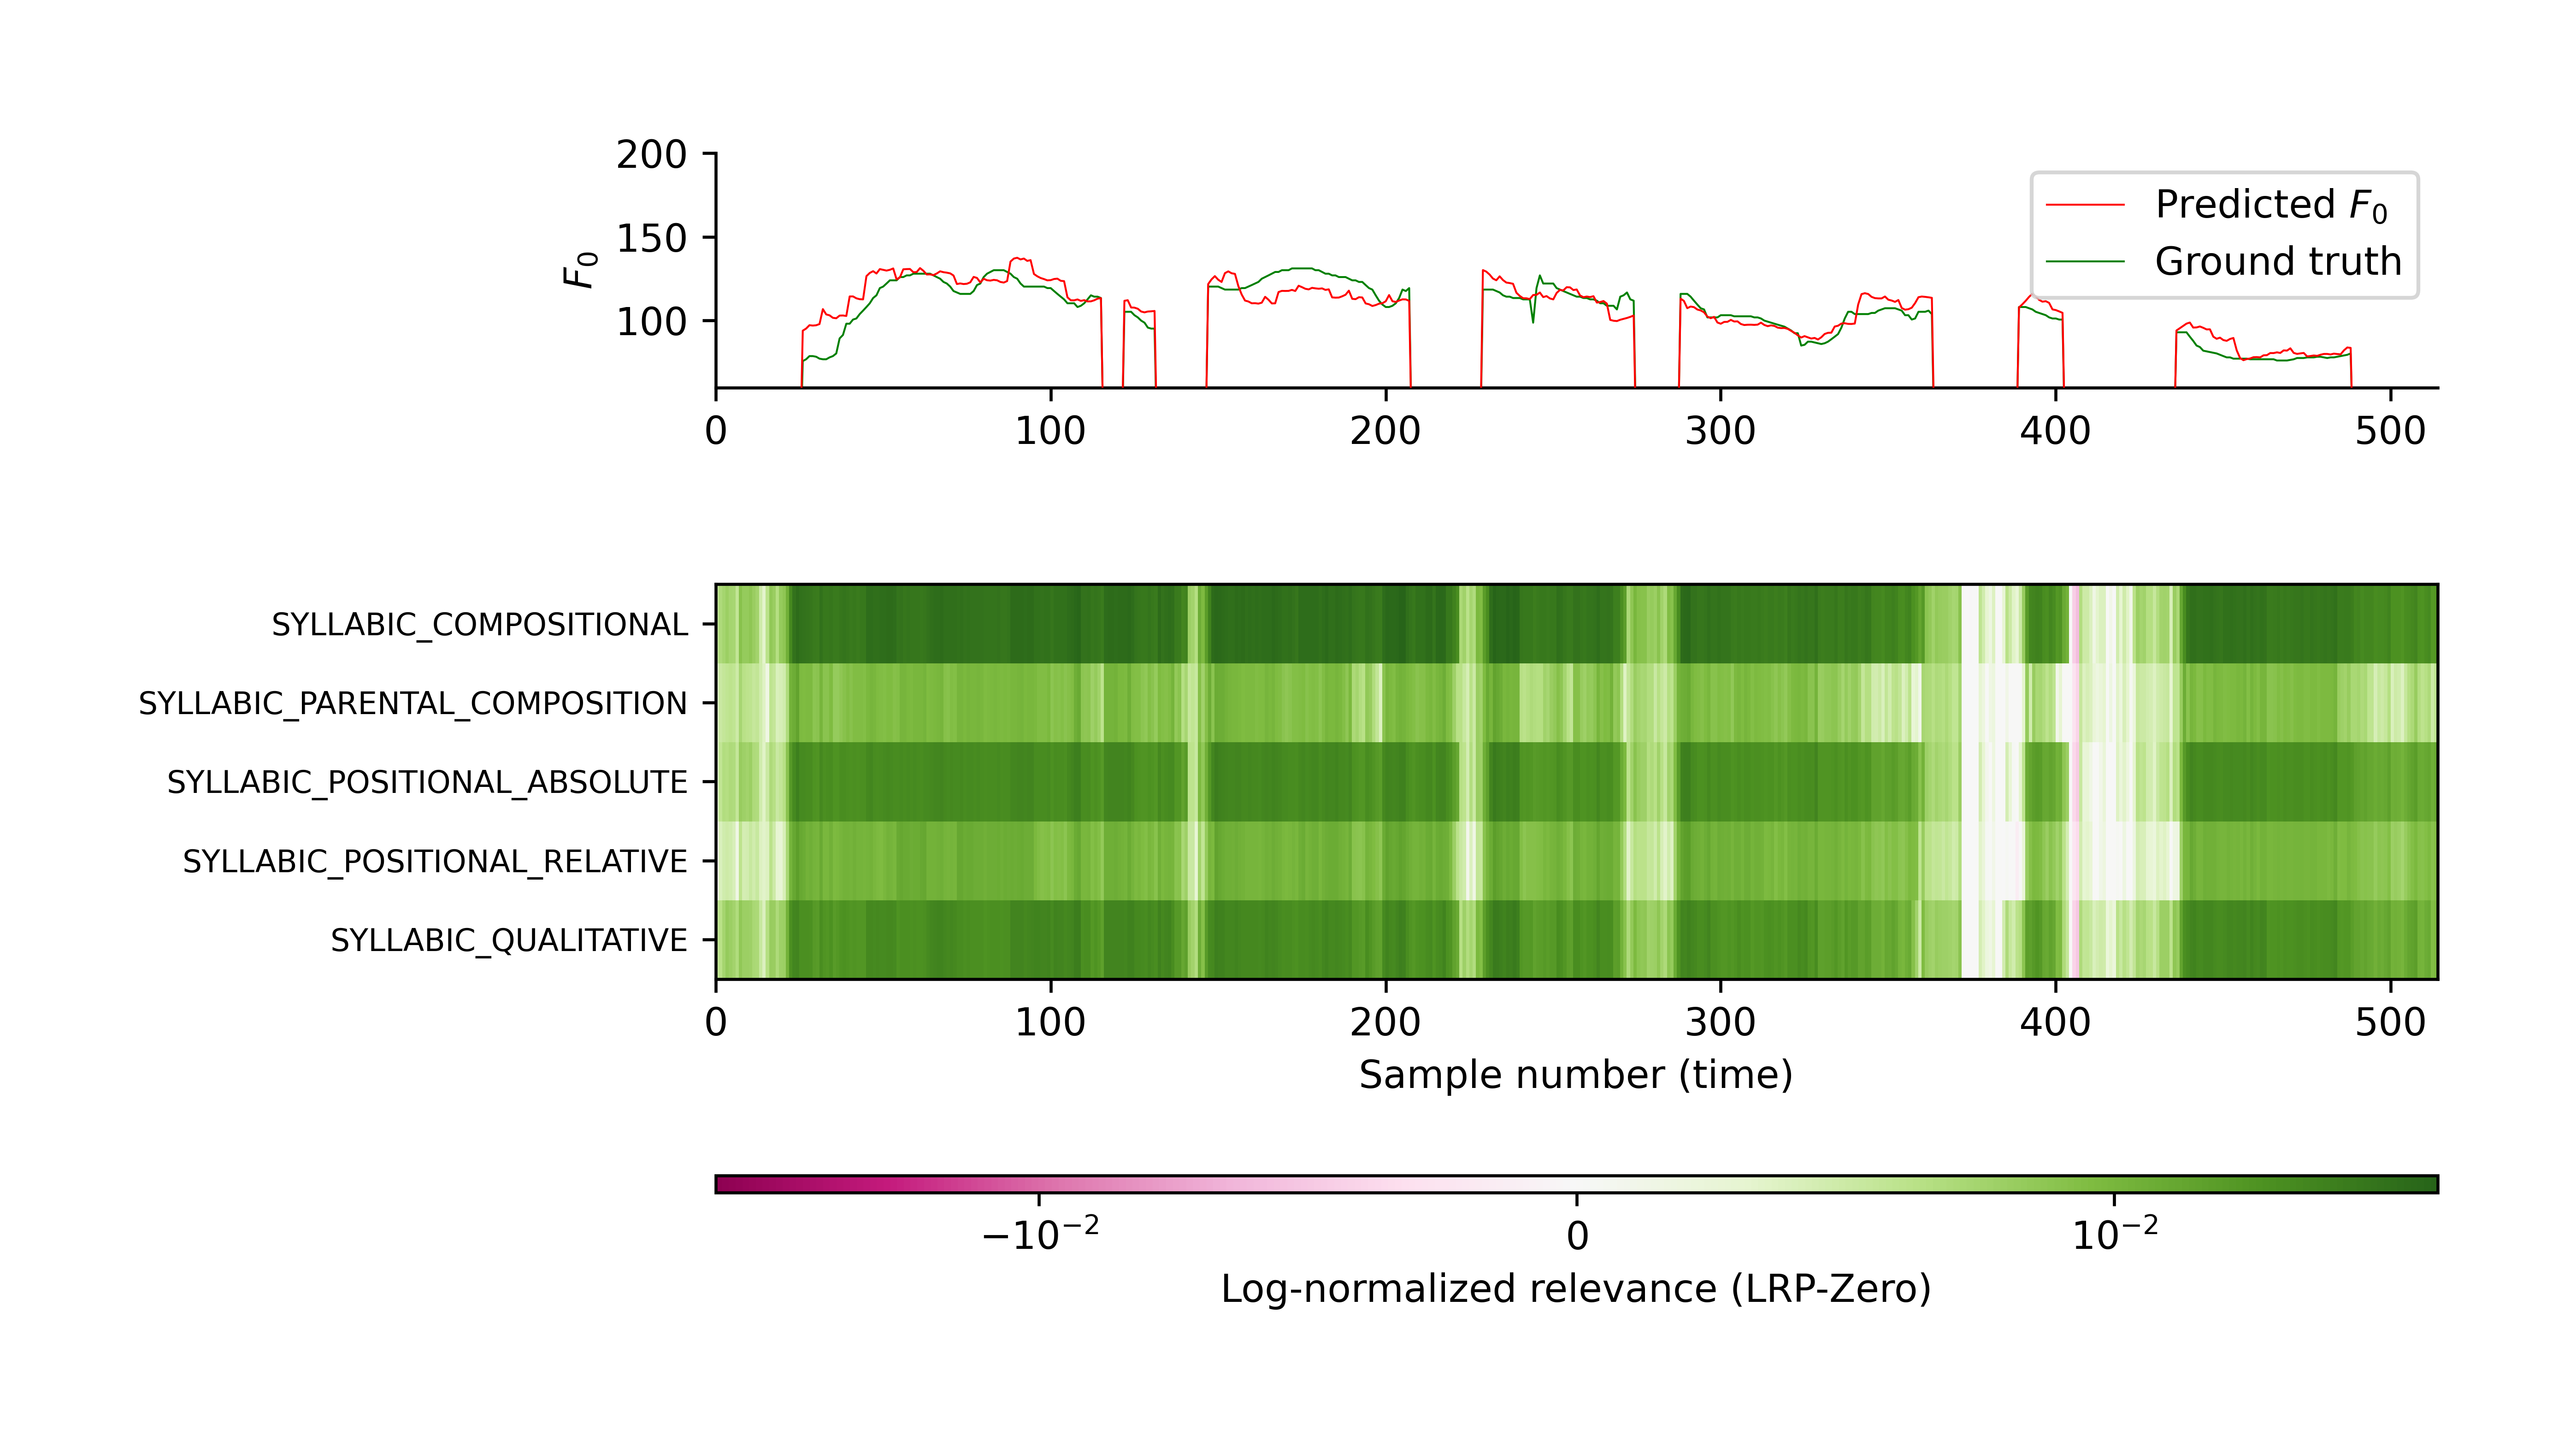 200
150
100
F0
Predicted F0
Ground truth
0 100 200 300 400 500
SYLLABIC_COMPOSITIONAL
SYLLABIC_PARENTAL_COMPOSITION
SYLLABIC_POSITIONAL_ABSOLUTE
SYLLABIC_POSITIONAL_RELATIVE
SYLLABIC_QUALITATIVE
0 100 200 300 400 500
Sample number (time)
−10⁻² 0 10⁻²
Log-normalized relevance (LRP-Zero)